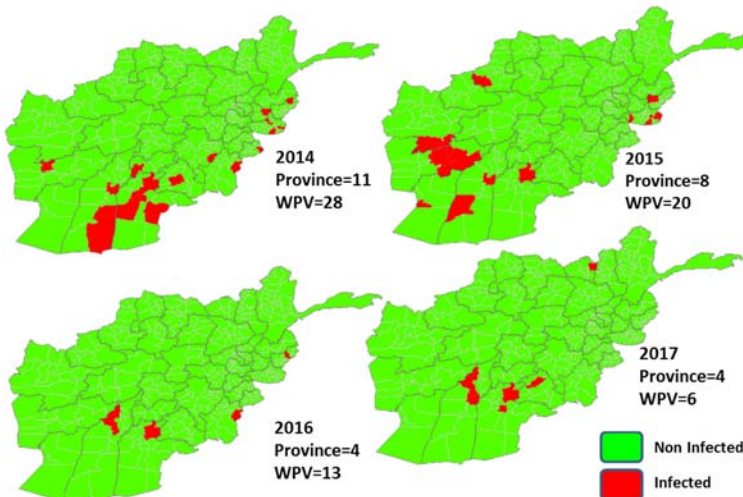 2014
Province=11
WPV=28
2015
Province=8
WPV=20
2016
Province=4
WPV=13
2017
Province=4
WPV=6
Non Infected
Infected